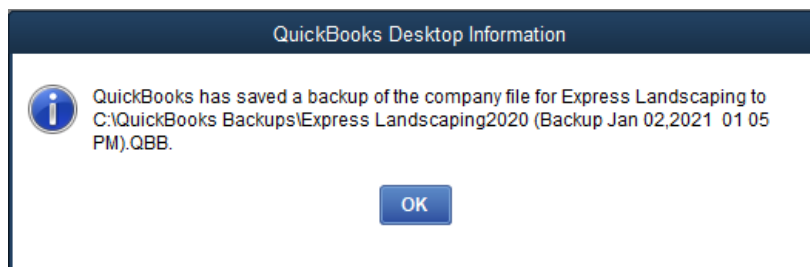 QuickBooks Desktop Information
QuickBooks has saved a backup of the company file for Express Landscaping to
C:\QuickBooks Backups\Express Landscaping2020 (Backup Jan 02,2021  01 05
PM).QBB.
OK